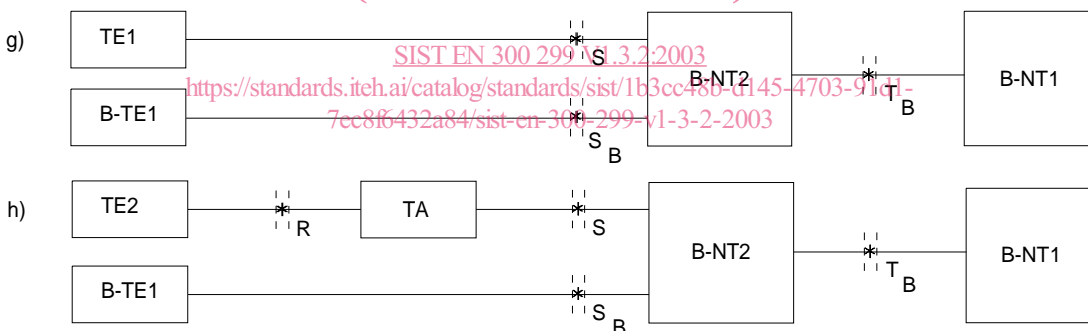 g)
TE1
S
B-NT2
T B
B-NT1
B-TE1
S B
SIST EN 300 299 V1.3.2:2003
https://standards.iteh.ai/catalog/standards/sist/1b3cc48b-d145-4703-91d1-
7cc8f6432a84/sist-en-300-299-v1-3-2-2003
h)
TE2
R
TA
S
B-NT2
T B
B-NT1
B-TE1
S B